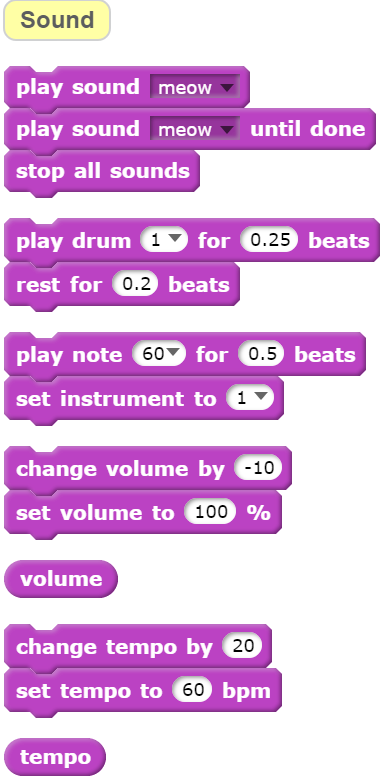 Sound
play sound meow
play sound meow until done
stop all sounds
play drum 1 for 0.25 beats
rest for 0.2 beats
play note 60 for 0.5 beats
set instrument to 1
change volume by -10
set volume to 100 %
volume
change tempo by 20
set tempo to 60 bpm
tempo